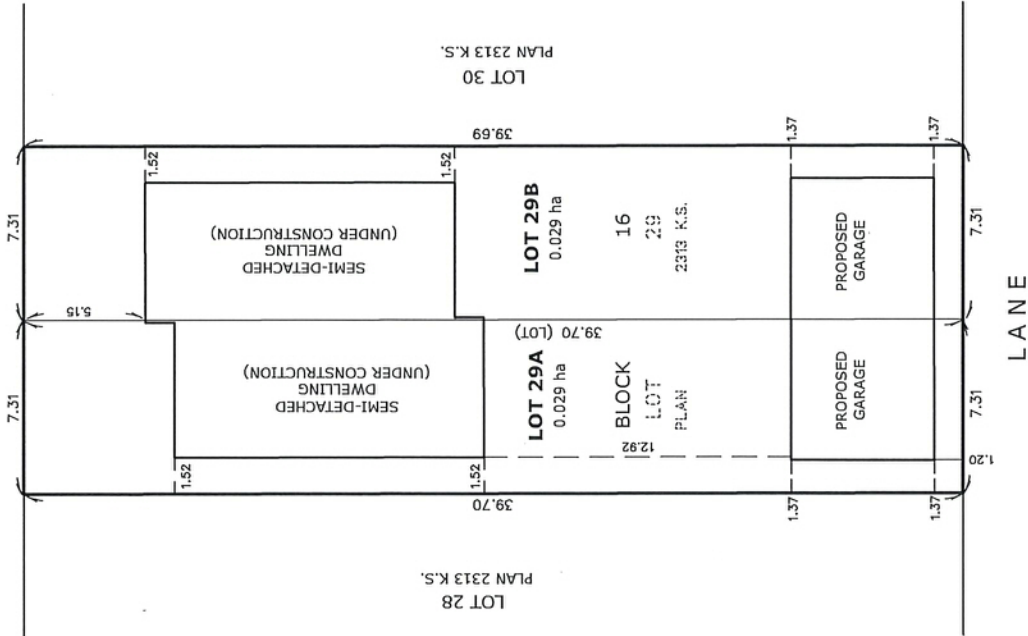 PLAN 2313 K.S.
LOT 30
7.31
39.69
1.37
1.37
1.52
1.52
SEMI-DETACHED
DWELLING
(UNDER CONSTRUCTION)
LOT 29B
0.029 ha
16
29
2313 K.S.
PROPOSED
GARAGE
7.31
5.15
39.70 (LOT)
LANE
7.31
SEMI-DETACHED
DWELLING
(UNDER CONSTRUCTION)
LOT 29A
0.029 ha
BLOCK
LOT
PLAN
12.92
PROPOSED
GARAGE
7.31
1.20
1.52
1.52
39.70
1.37
1.37
PLAN 2313 K.S.
LOT 28